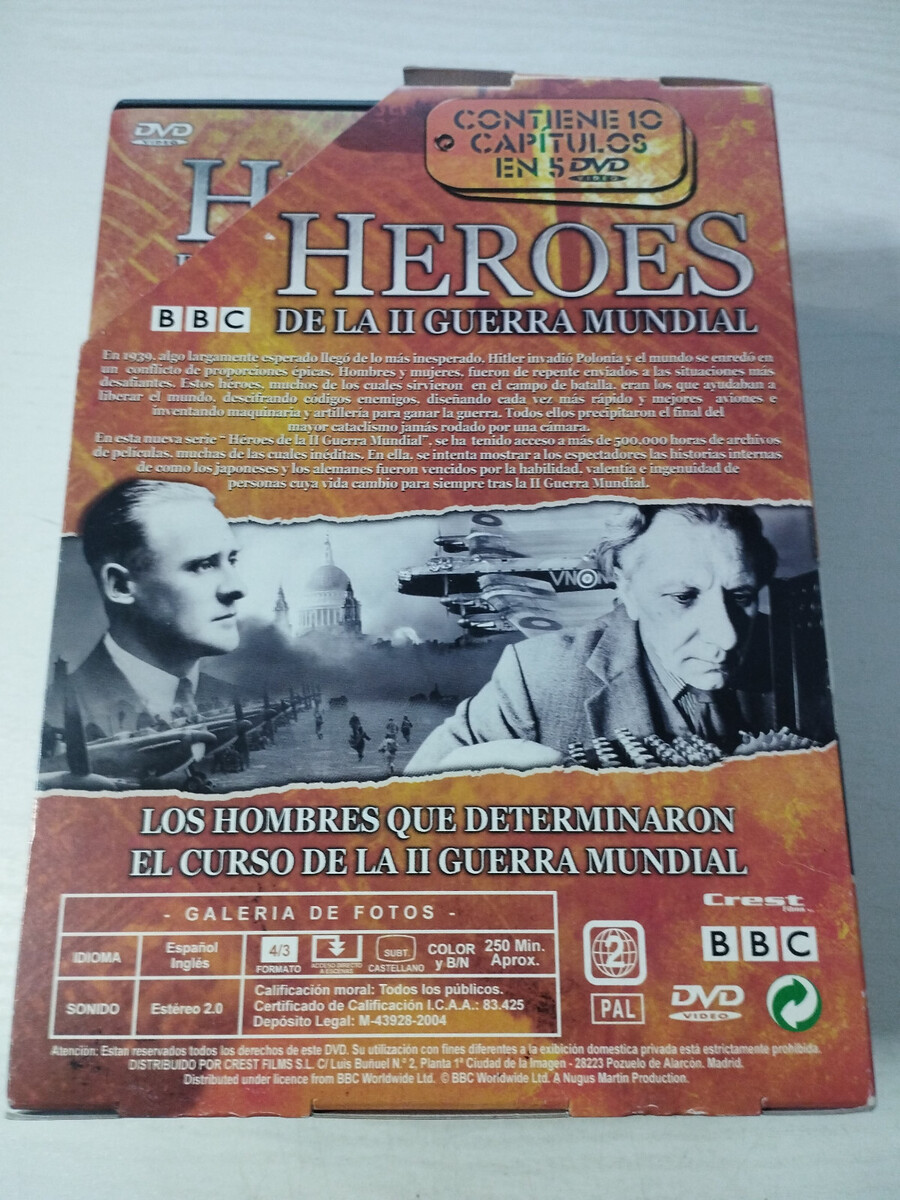 DVD
VIDEO
CONTIENE 10
CAPÍTULOS
EN 5 DVD
VIDEO
H
HEROES
BBC
DE LA II GUERRA MUNDIAL
En 1939, algo largamente esperado llegó de lo más inesperado. Hitler invadió Polonia y el mundo se enredó en
un conflicto de proporciones épicas. Hombres y mujeres, fueron de repente enviados a las situaciones más
desafiantes. Estos héroes, muchos de los cuales sirvieron en el campo de batalla, eran los que ayudaban a
liberar el mundo, descifrando códigos enemigos, diseñando cada vez más rápido y mejores aviones e
inventando maquinaria y artillería para ganar la guerra. Todos ellos precipitaron el final del
mayor cataclismo jamás rodado por una cámara.
En esta nueva serie "Héroes de la II Guerra Mundial", se ha tenido acceso a más de 500.000 horas de archivos
de películas, muchas de las cuales inéditas. En ella, se intenta mostrar a los espectadores las historias internas
de como los japoneses y los alemanes fueron vencidos por la habilidad, valentía e ingenuidad de
personas cuya vida cambio para siempre tras la II Guerra Mundial.
VN N
LOS HOMBRES QUE DETERMINARON
EL CURSO DE LA II GUERRA MUNDIAL
- GALERIA DE FOTOS -
IDIOMA
Español
Inglés
4/3
FORMATO
ACCESO DIRECTO
A ESCENAS
SUBT.
CASTELLANO
COLOR
y B/N
250 Min.
Aprox.
SONIDO
Estéreo 2.0
Calificación moral: Todos los públicos.
Certificado de Calificación I.C.A.A.: 83.425
Depósito Legal: M-43928-2004
2
PAL
Crest
Films
BBC
DVD
VIDEO
Atención: Estan reservados todos los derechos de este DVD. Su utilización con fines diferentes a la exibición domestica privada está estrictamente prohibida.
DISTRIBUIDO POR CREST FILMS S.L. C/ Luis Buñuel N.º 2, Planta 1ª Ciudad de la Imagen - 28223 Pozuelo de Alarcón. Madrid.
Distributed under licence from BBC Worldwide Ltd. © BBC Worldwide Ltd. A Nugus Martin Production.